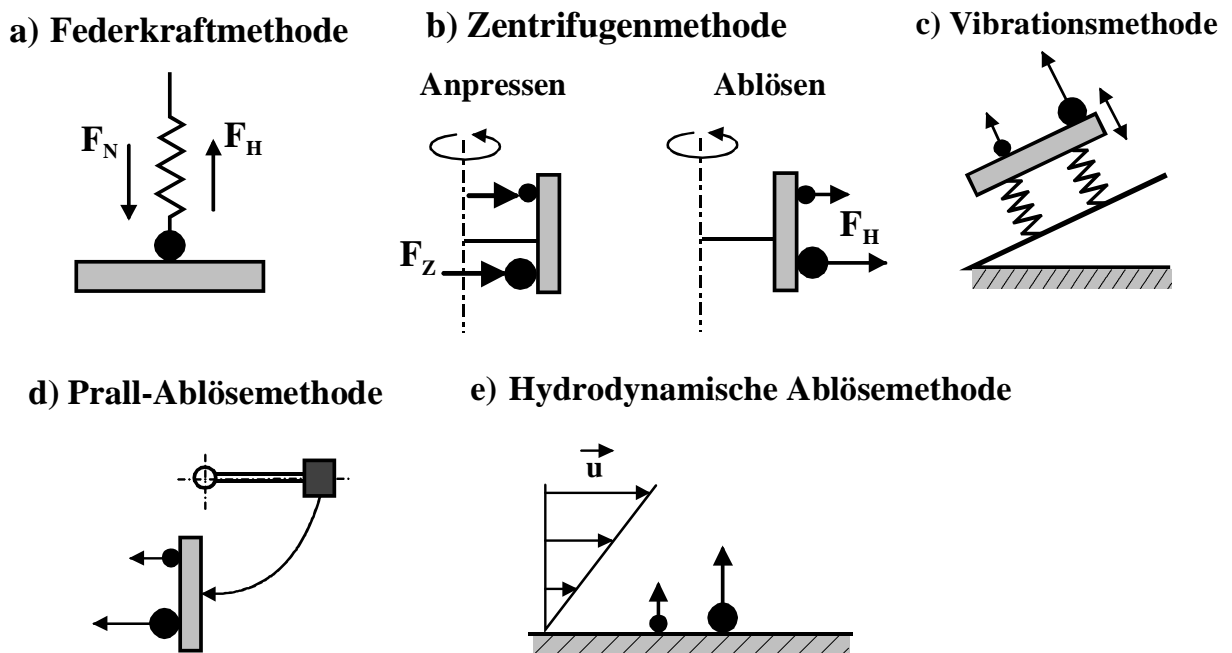 a) Federkraftmethode
b) Zentrifugenmethode
c) Vibrationsmethode
Anpressen
Ablösen
F_N
F_H
F_Z
F_H
d) Prall-Ablösemethode
e) Hydrodynamische Ablösemethode
u